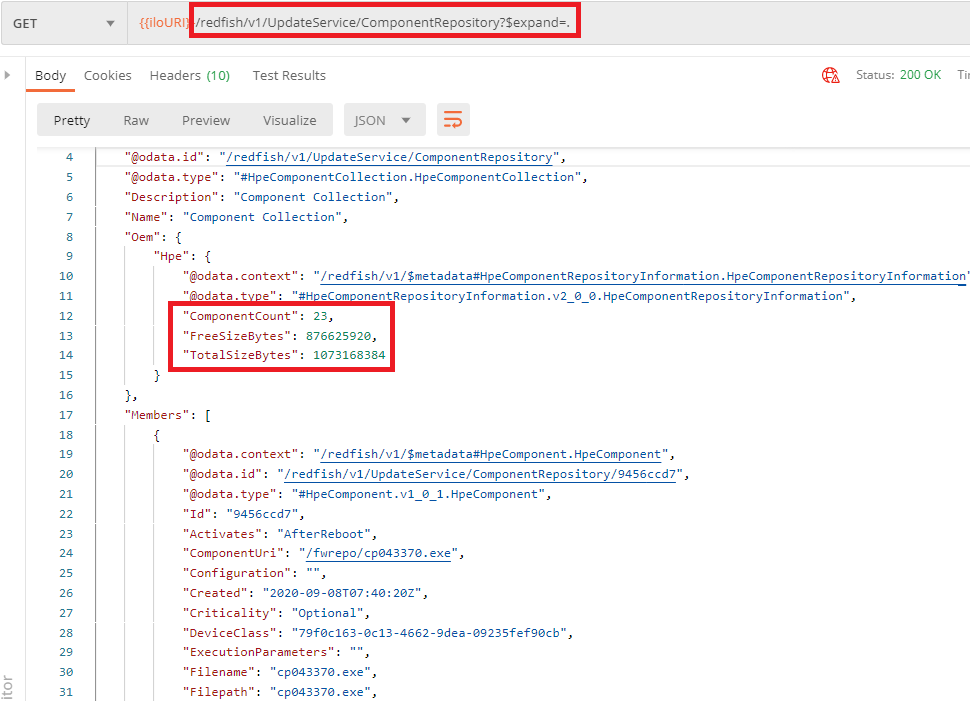 GET {{iloURI}}/redfish/v1/UpdateService/ComponentRepository?$expand=.
Body Cookies Headers (10) Test Results Status: 200 OK
Pretty Raw Preview Visualize JSON
4 "@odata.id": "/redfish/v1/UpdateService/ComponentRepository",
5 "@odata.type": "#HpeComponentCollection.HpeComponentCollection",
6 "Description": "Component Collection",
7 "Name": "Component Collection",
8 "Oem": {
9 "Hpe": {
10 "@odata.context": "/redfish/v1/$metadata#HpeComponentRepositoryInformation.HpeComponentRepositoryInformation"
11 "@odata.type": "#HpeComponentRepositoryInformation.v2_0_0.HpeComponentRepositoryInformation",
12 "ComponentCount": 23,
13 "FreeSizeBytes": 876625920,
14 "TotalSizeBytes": 1073168384
15 }
16 },
17 "Members": [
18 {
19 "@odata.context": "/redfish/v1/$metadata#HpeComponent.HpeComponent",
20 "@odata.id": "/redfish/v1/UpdateService/ComponentRepository/9456ccd7",
21 "@odata.type": "#HpeComponent.v1_0_1.HpeComponent",
22 "Id": "9456ccd7",
23 "Activates": "AfterReboot",
24 "ComponentUri": "/fwrepo/cp043370.exe",
25 "Configuration": "",
26 "Created": "2020-09-08T07:40:20Z",
27 "Criticality": "Optional",
28 "DeviceClass": "79f0c163-0c13-4662-9dea-09235fef90cb",
29 "ExecutionParameters": "",
30 "Filename": "cp043370.exe",
31 "Filepath": "cp043370.exe",